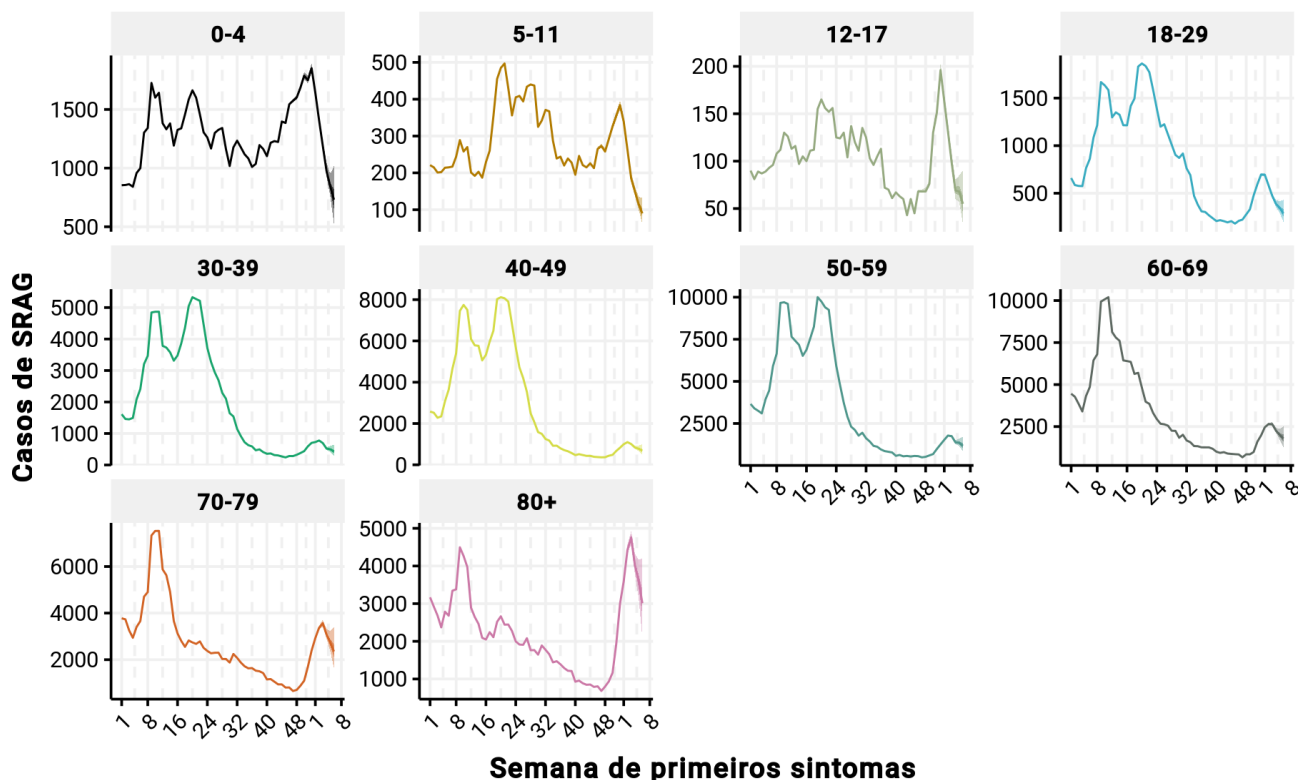 0-4 5-11 12-17 18-29
1500 1000 500
500 400 300 200 100
200 150 100 50
1500 1000 500
Casos de SRAG
30-39 40-49 50-59 60-69
5000 4000 3000 2000 1000 0
8000 6000 4000 2000 0
10000 7500 5000 2500
10000 7500 5000 2500
1 8 16 24 32 40 48 1 8
1 8 16 24 32 40 48 1 8
70-79 80+
6000 4000 2000
5000 4000 3000 2000 1000
1 8 16 24 32 40 48 1 8
1 8 16 24 32 40 48 1 8
Semana de primeiros sintomas